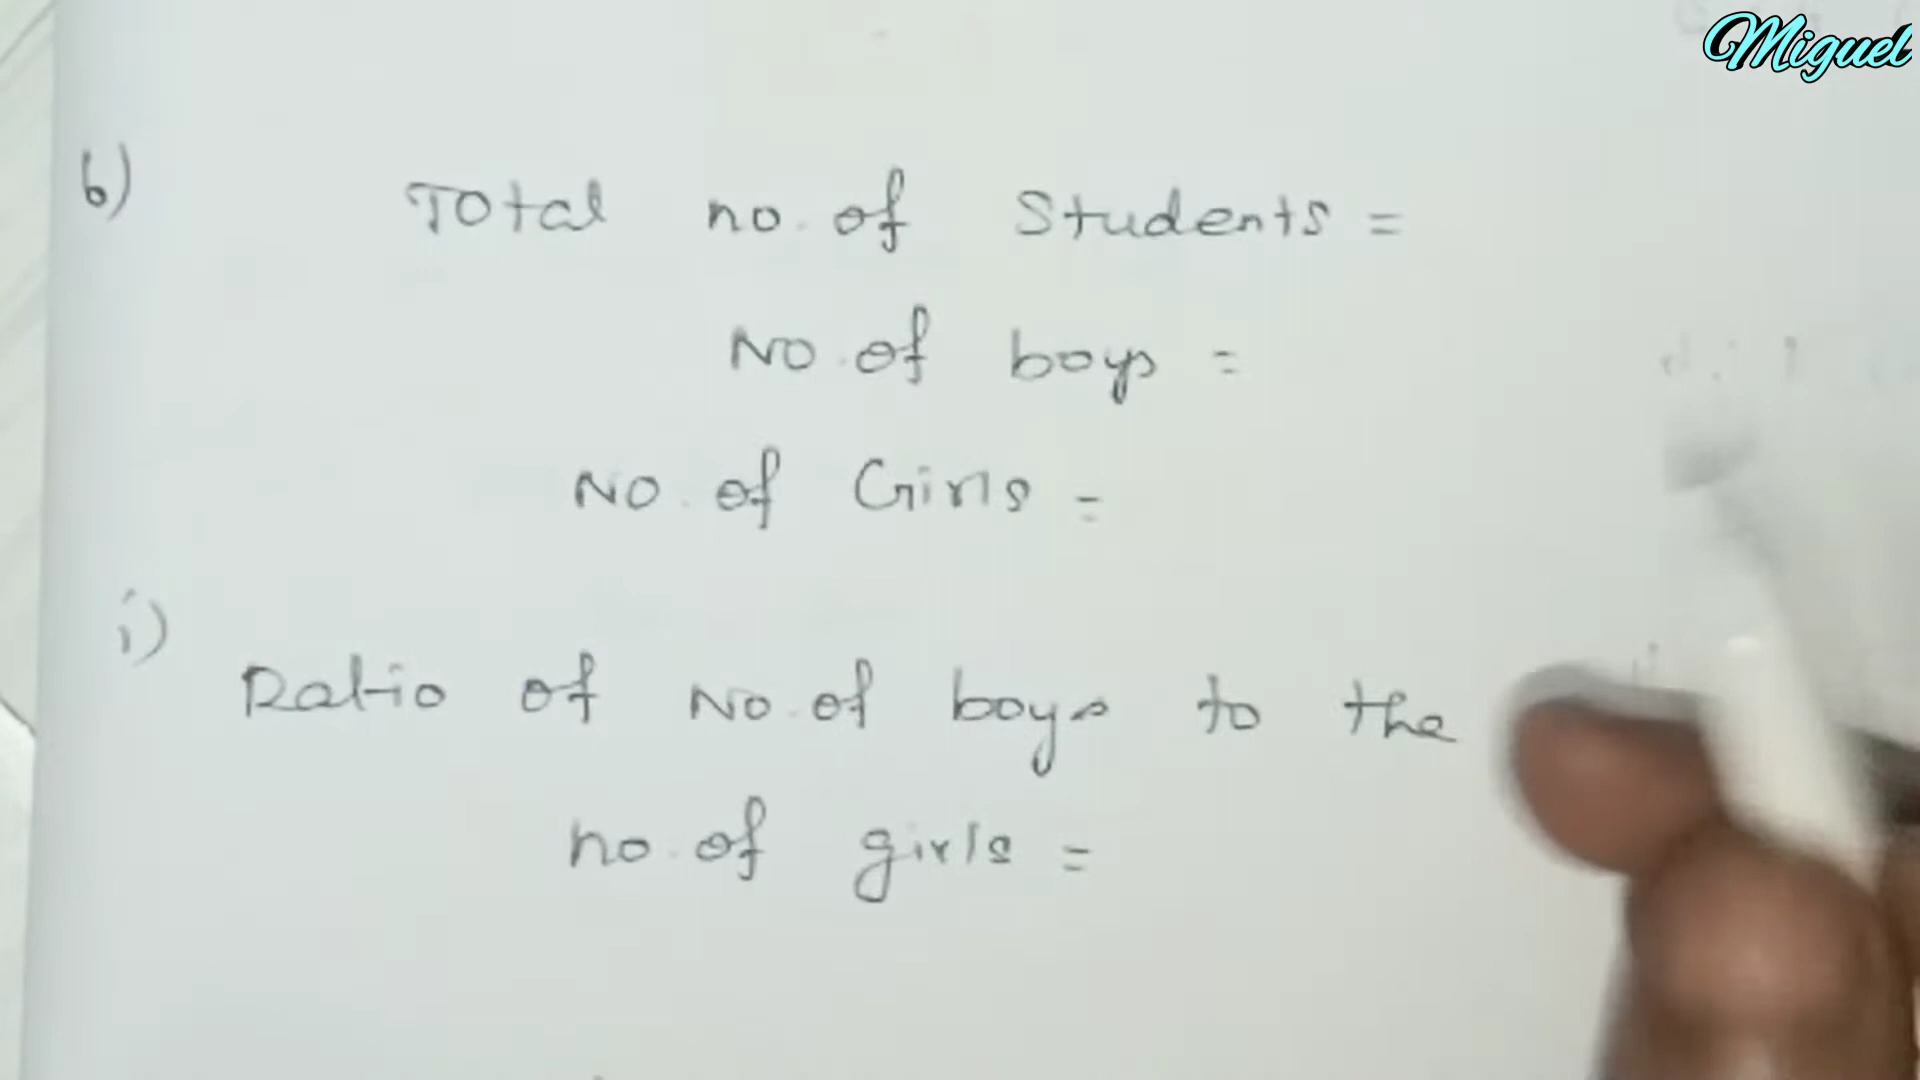 Miguel
b)
Total no. of Students =
No. of boys =
No. of Girls =
i)
Ratio of No. of boys to the
no. of girls =